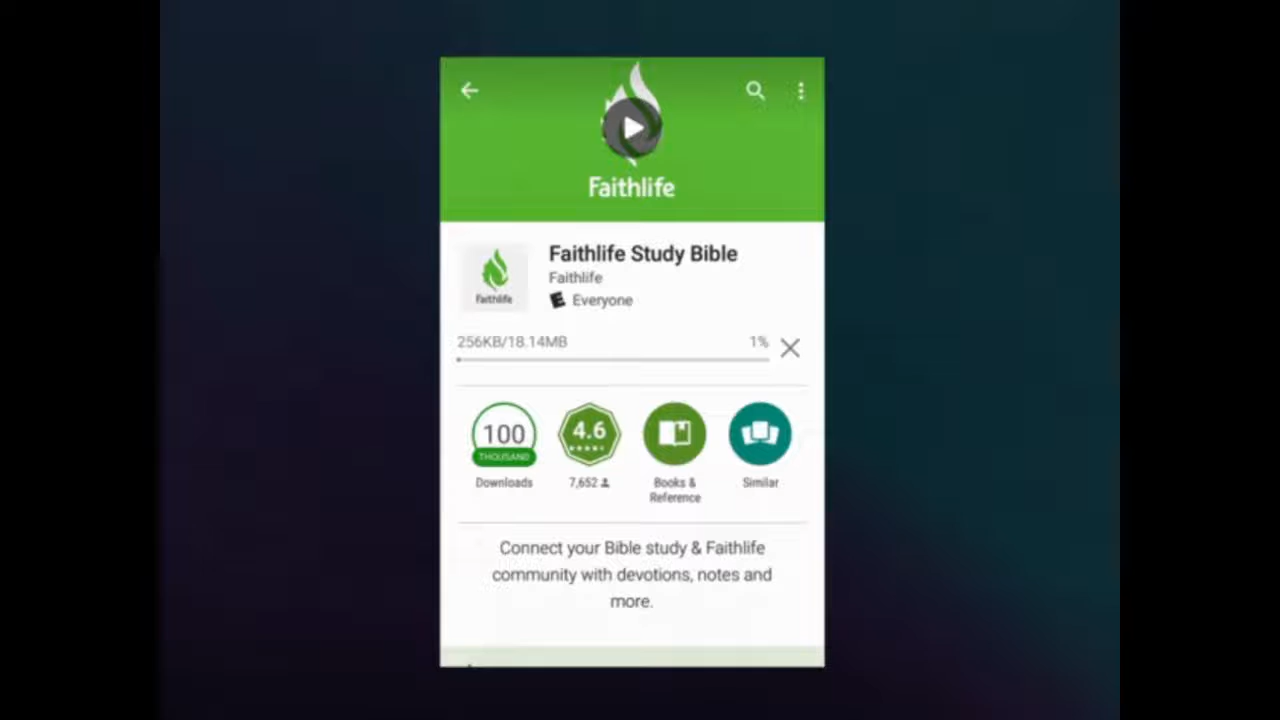 Faithlife
Faithlife Study Bible
Faithlife
Faithlife
E Everyone
256KB/18.14MB 1%
100
THOUSAND
4.6
Downloads
7,652
Books &
Reference
Similar
Connect your Bible study & Faithlife
community with devotions, notes and
more.